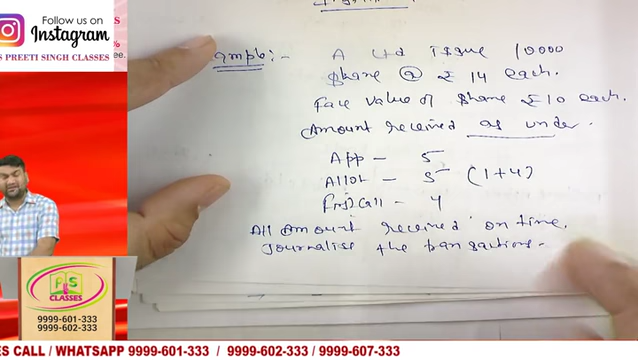 Follow us on
Instagram
S PREETI SINGH CLASSES
ample:- A Ltd issue 10000
Share @ ₹ 14 each.
Face value of Share ₹ 10 each.
Amount received as under.
App - 5
Allot - 5 (1+4)
F(n)call - 4
All Amount received on time.
Journalise the transactions.
PS
CLASSES
9999-601-333
9999-602-333
ES CALL / WHATSAPP 9999-601-333 / 9999-602-333 / 9999-607-333